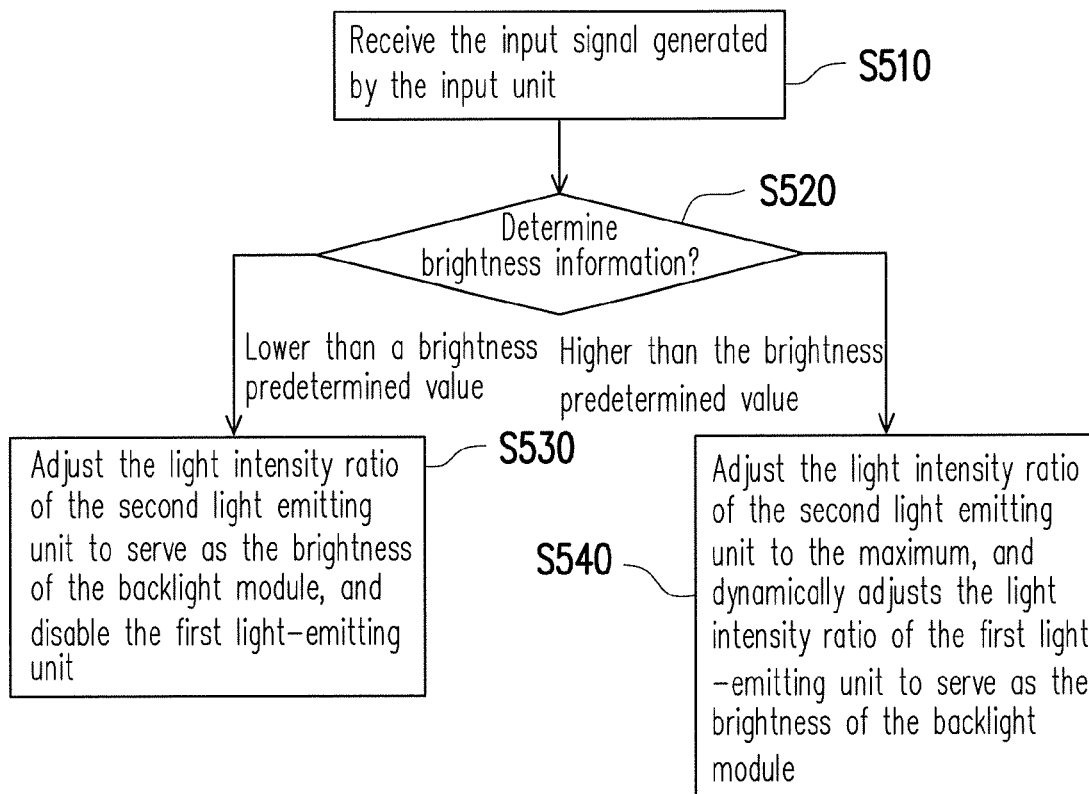 Receive the input signal generated
by the input unit
S510
S520
Determine
brightness information?
Lower than a brightness
predetermined value
Higher than the brightness
predetermined value
S530
Adjust the light intensity ratio
of the second light emitting
unit to serve as the brightness
of the backlight module, and
disable the first light-emitting
unit
S540
Adjust the light intensity ratio
of the second light emitting
unit to the maximum, and
dynamically adjusts the light
intensity ratio of the first light
-emitting unit to serve as the
brightness of the backlight
module